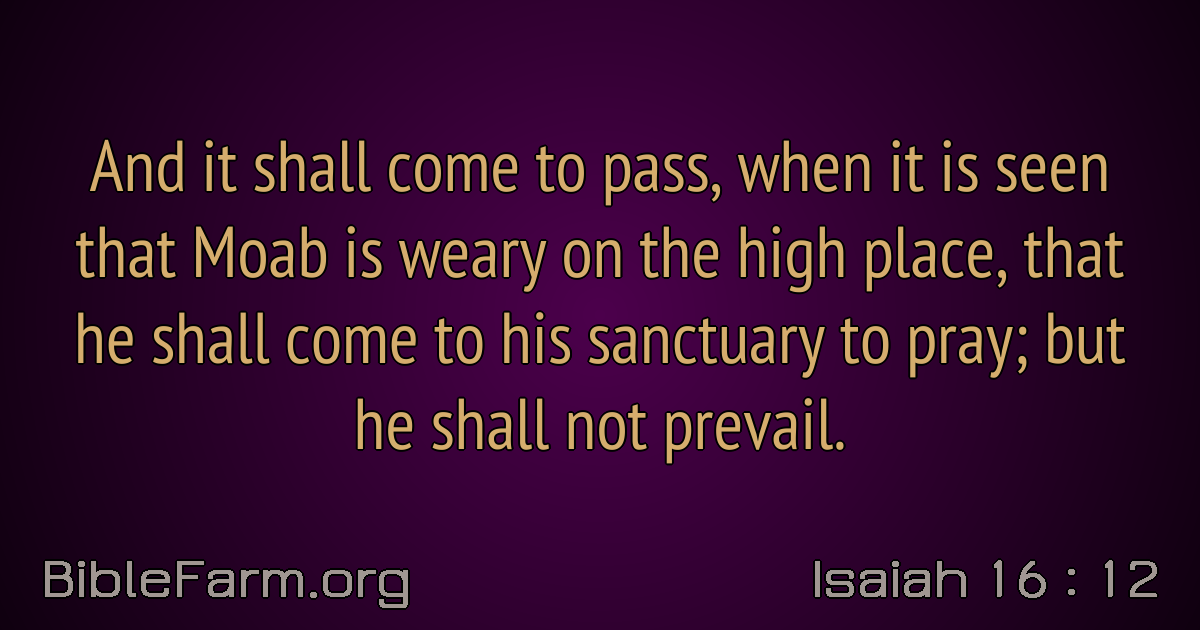 And it shall come to pass, when it is seen
that Moab is weary on the high place, that
he shall come to his sanctuary to pray; but
he shall not prevail.
BibleFarm.org
Isaiah 16 : 12